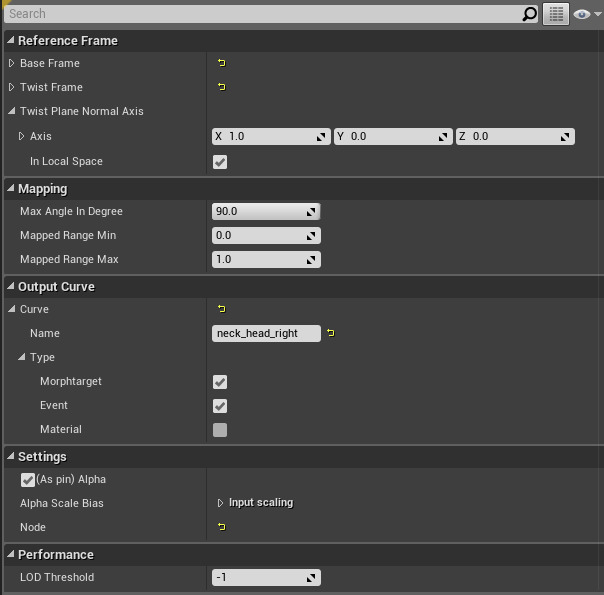 Search
Reference Frame
Base Frame
Twist Frame
Twist Plane Normal Axis
Axis X 1.0 Y 0.0 Z 0.0
In Local Space
Mapping
Max Angle In Degree 90.0
Mapped Range Min 0.0
Mapped Range Max 1.0
Output Curve
Curve
Name neck_head_right
Type
Morphtarget
Event
Material
Settings
(As pin) Alpha
Alpha Scale Bias Input scaling
Node
Performance
LOD Threshold -1